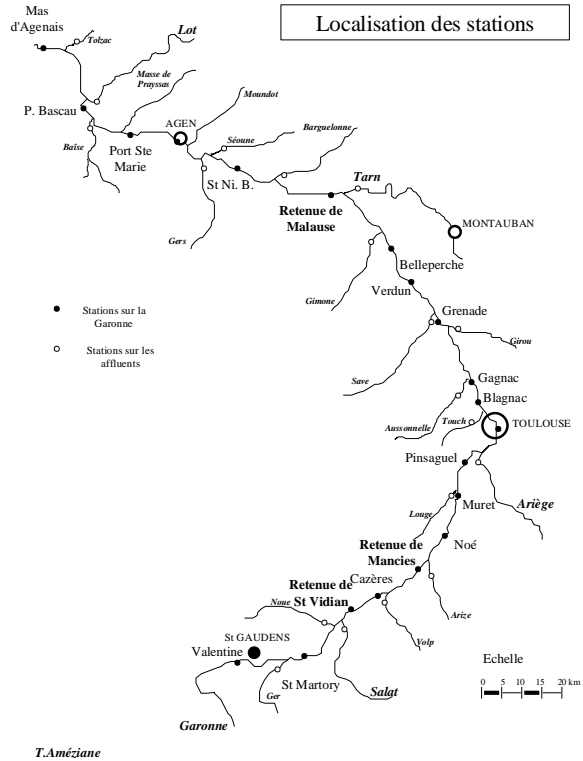 Localisation des stations
Mas
d'Agenais
Tolzac
Lot
Masse de
Prayssas
Moundot
P. Bascau
AGEN
Barguelonne
Séoune
Baïse
Port Ste
Marie
St Ni. B.
Tarn
Retenue de
Malause
MONTAUBAN
Gers
Belleperche
Verdun
Gimone
Stations sur la
Garonne
Grenade
Girou
Stations sur les
affluents
Save
Gagnac
Blagnac
Touch
TOULOUSE
Aussonnelle
Pinsaguel
Muret
Ariège
Louge
Noé
Retenue de
Mancies
Cazères
Retenue de
St Vidian
Noue
Arize
St GAUDENS
Valentine
Volp
Echelle
St Martory
Salat
Ger
0 5 10 15 20 km
Garonne
T.Améziane